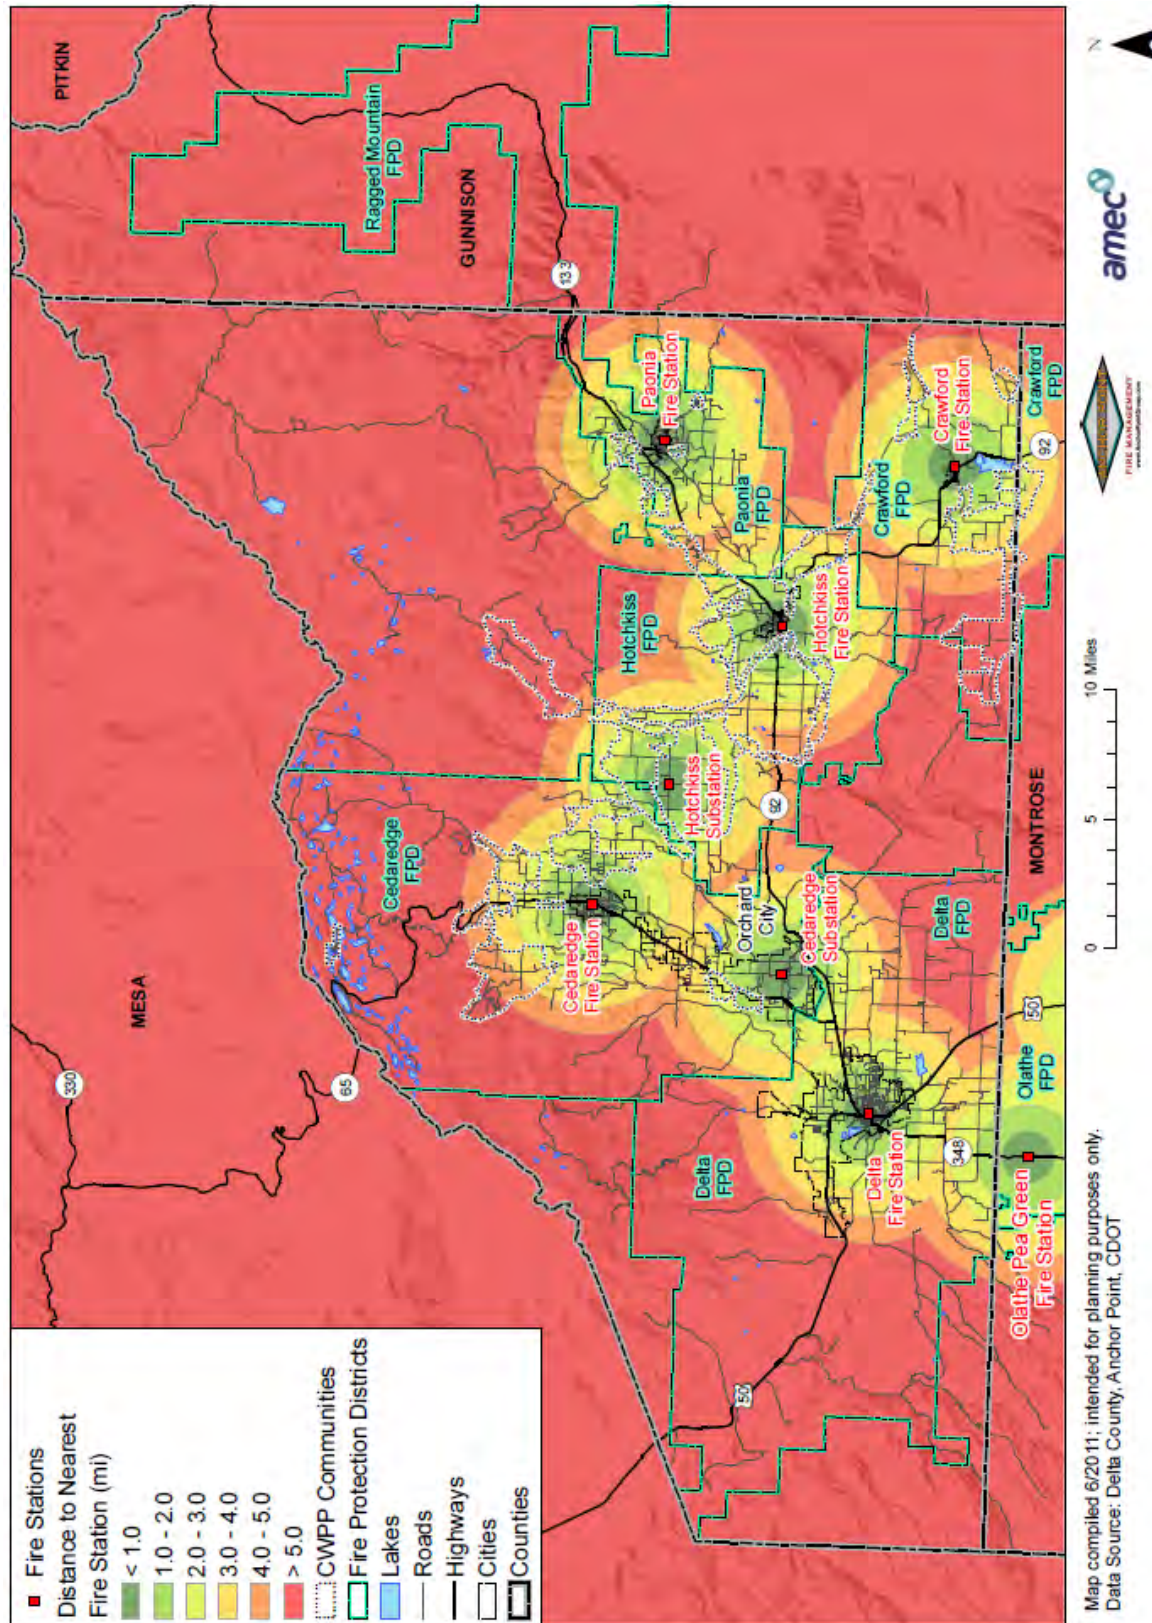 Fire Stations
Distance to Nearest
Fire Station (mi)
< 1.0
1.0 - 2.0
2.0 - 3.0
3.0 - 4.0
4.0 - 5.0
> 5.0
CWPP Communities
Fire Protection Districts
Lakes
Roads
Highways
Cities
Counties
330
MESA
65
PITKIN
Ragged Mountain
FPD
GUNNISON
133
Cedaredge
FPD
Hotchkiss
FPD
Paonia
Fire Station
Paonia
FPD
Cedaredge
Fire Station
Hotchkiss
Substation
Orchard
City
Cedaredge
Substation
92
Hotchkiss
Fire Station
Crawford
FPD
Crawford
Fire Station
Crawford
FPD
92
Delta
FPD
50
Delta
Fire Station
Delta
FPD
348
50
Olathe
FPD
Olathe Pea Green
Fire Station
MONTROSE
Map compiled 6/2011; intended for planning purposes only.
Data Source: Delta County, Anchor Point, CDOT
0 5 10 Miles
FIRE MANAGEMENT
amec
N